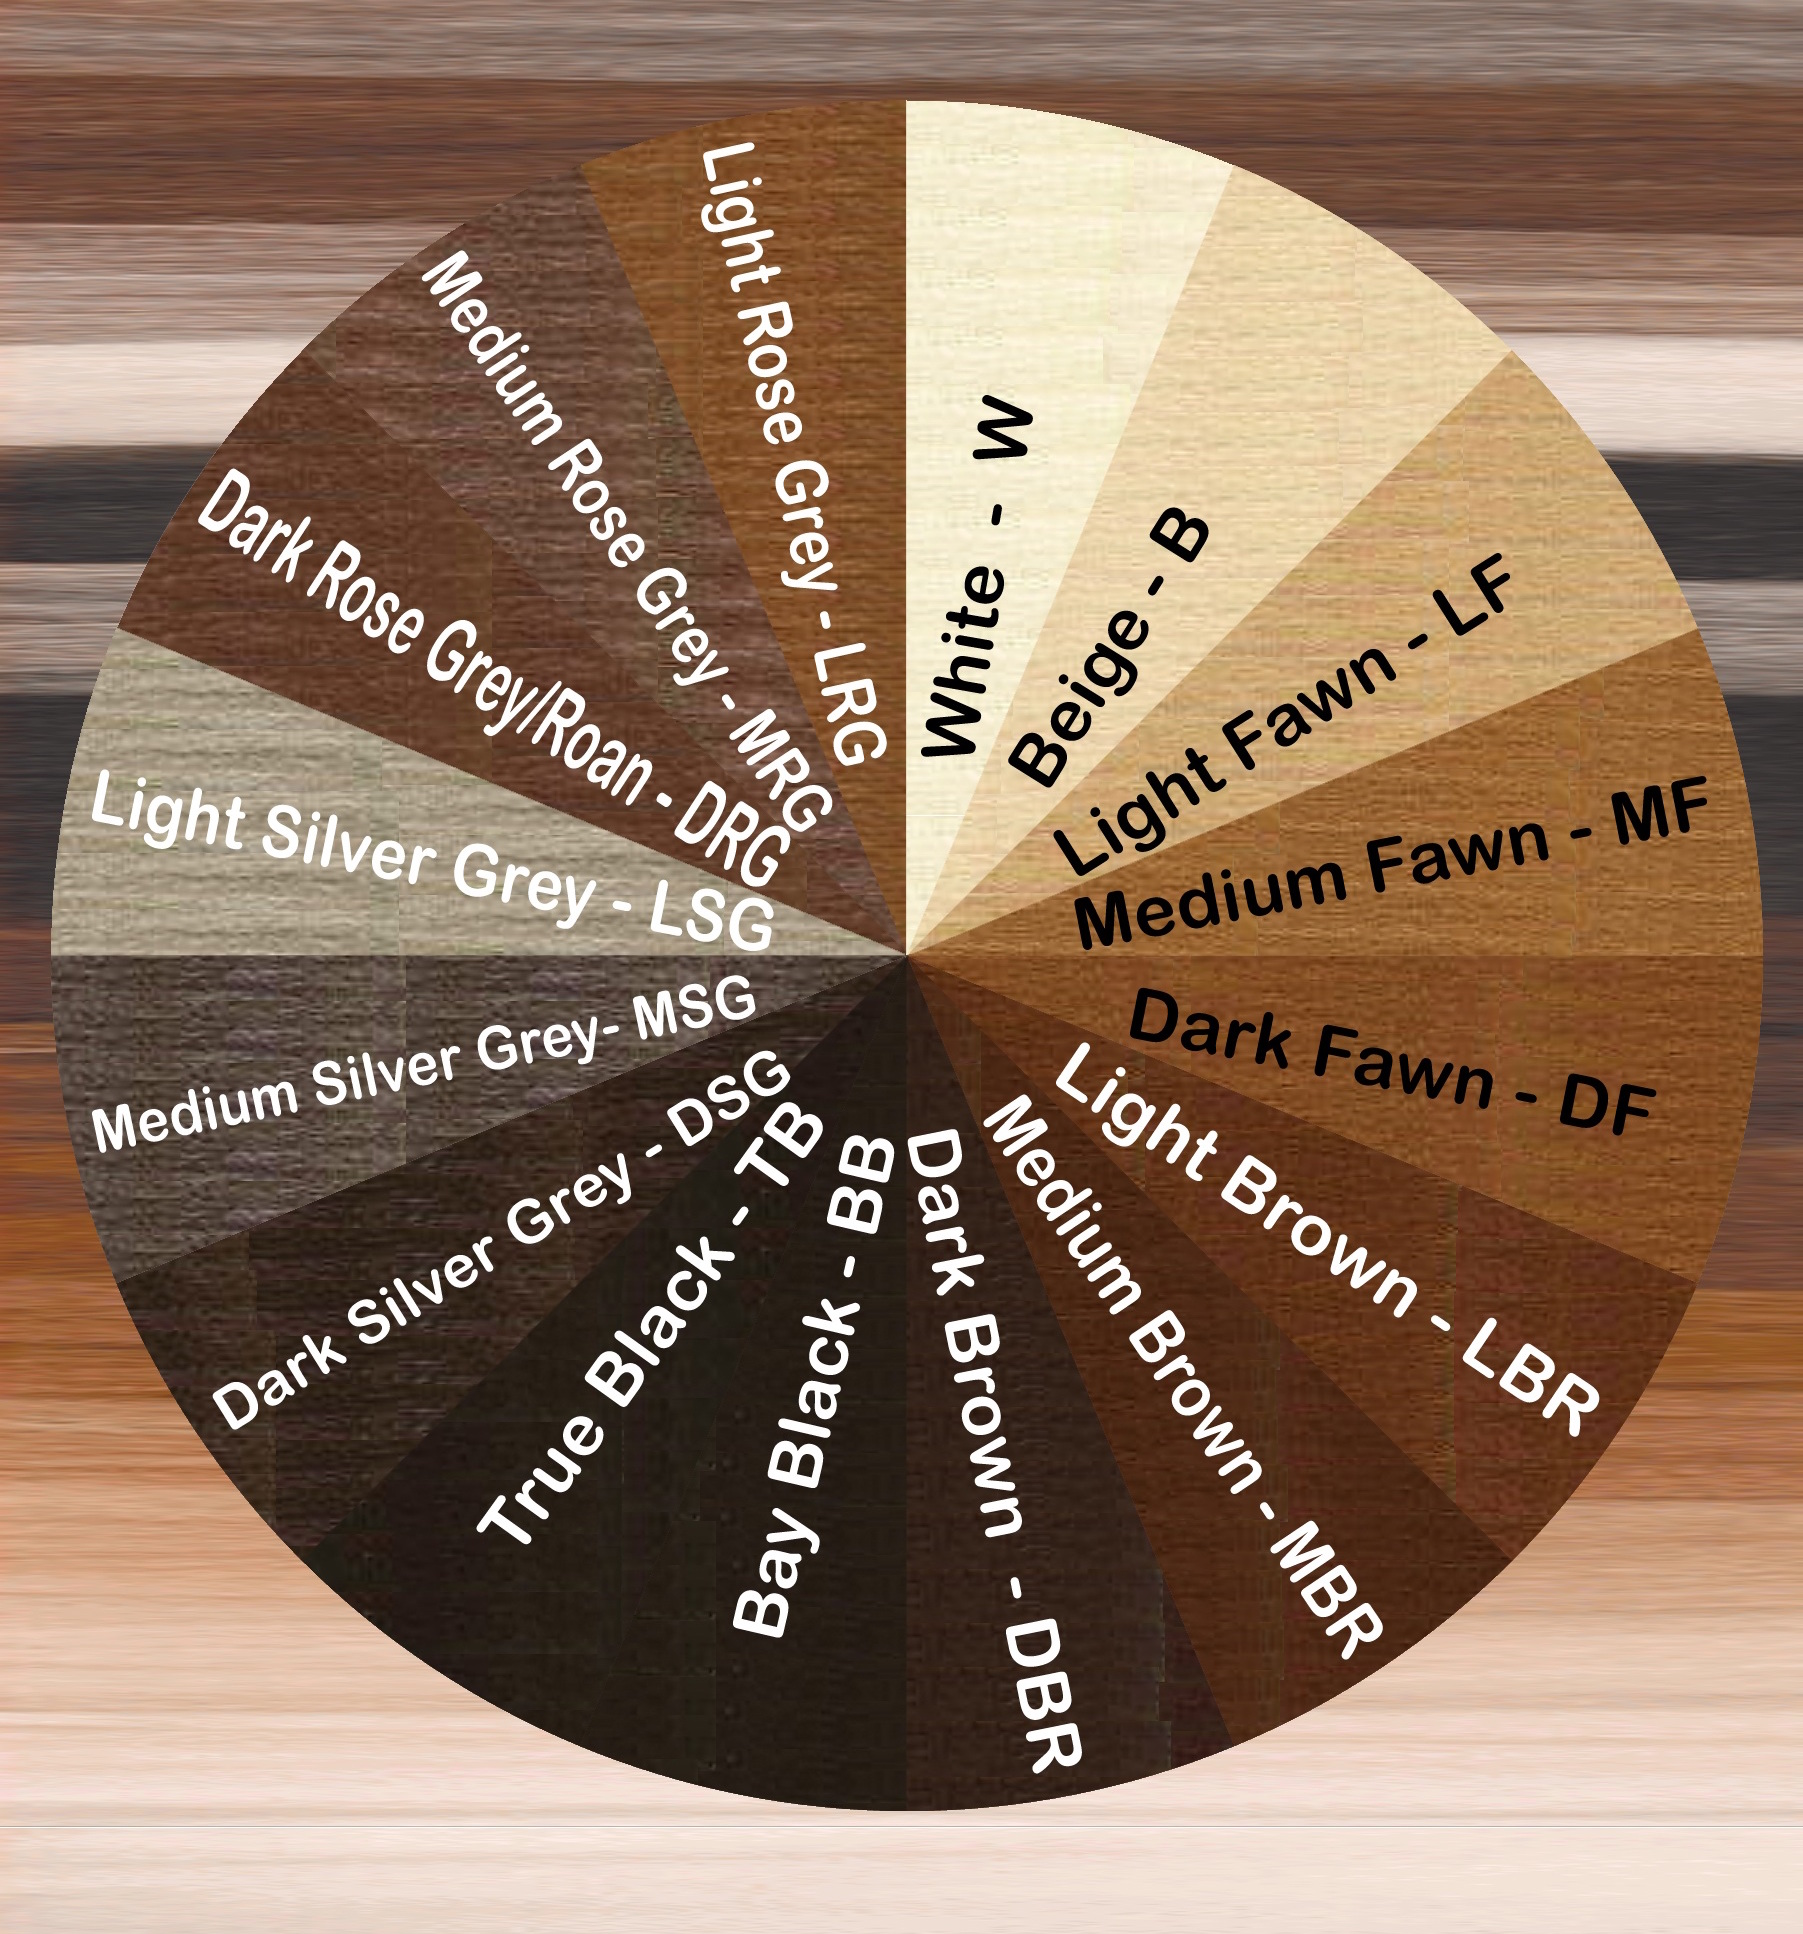 White - W
Beige - B
Light Fawn - LF
Medium Fawn - MF
Dark Fawn - DF
Light Brown - LBR
Medium Brown - MBR
Dark Brown - DBR
Bay Black - BB
True Black - TB
Dark Silver Grey - DSG
Medium Silver Grey- MSG
Light Silver Grey - LSG
Dark Rose Grey/Roan - DRG
Medium Rose Grey - MRG
Light Rose Grey - LRG